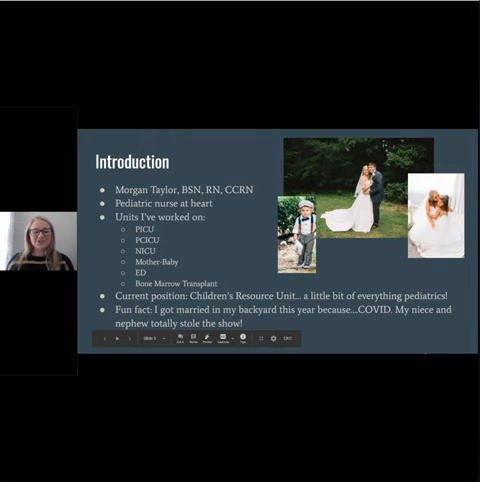 Introduction
● Morgan Taylor, BSN, RN, CCRN
● Pediatric nurse at heart
● Units I've worked on:
○ PICU
○ PCICU
○ NICU
○ Mother-Baby
○ ED
○ Bone Marrow Transplant
● Current position: Children's Resource Unit... a little bit of everything pediatrics!
● Fun fact: I got married in my backyard this year because...COVID. My niece and
nephew totally stole the show!